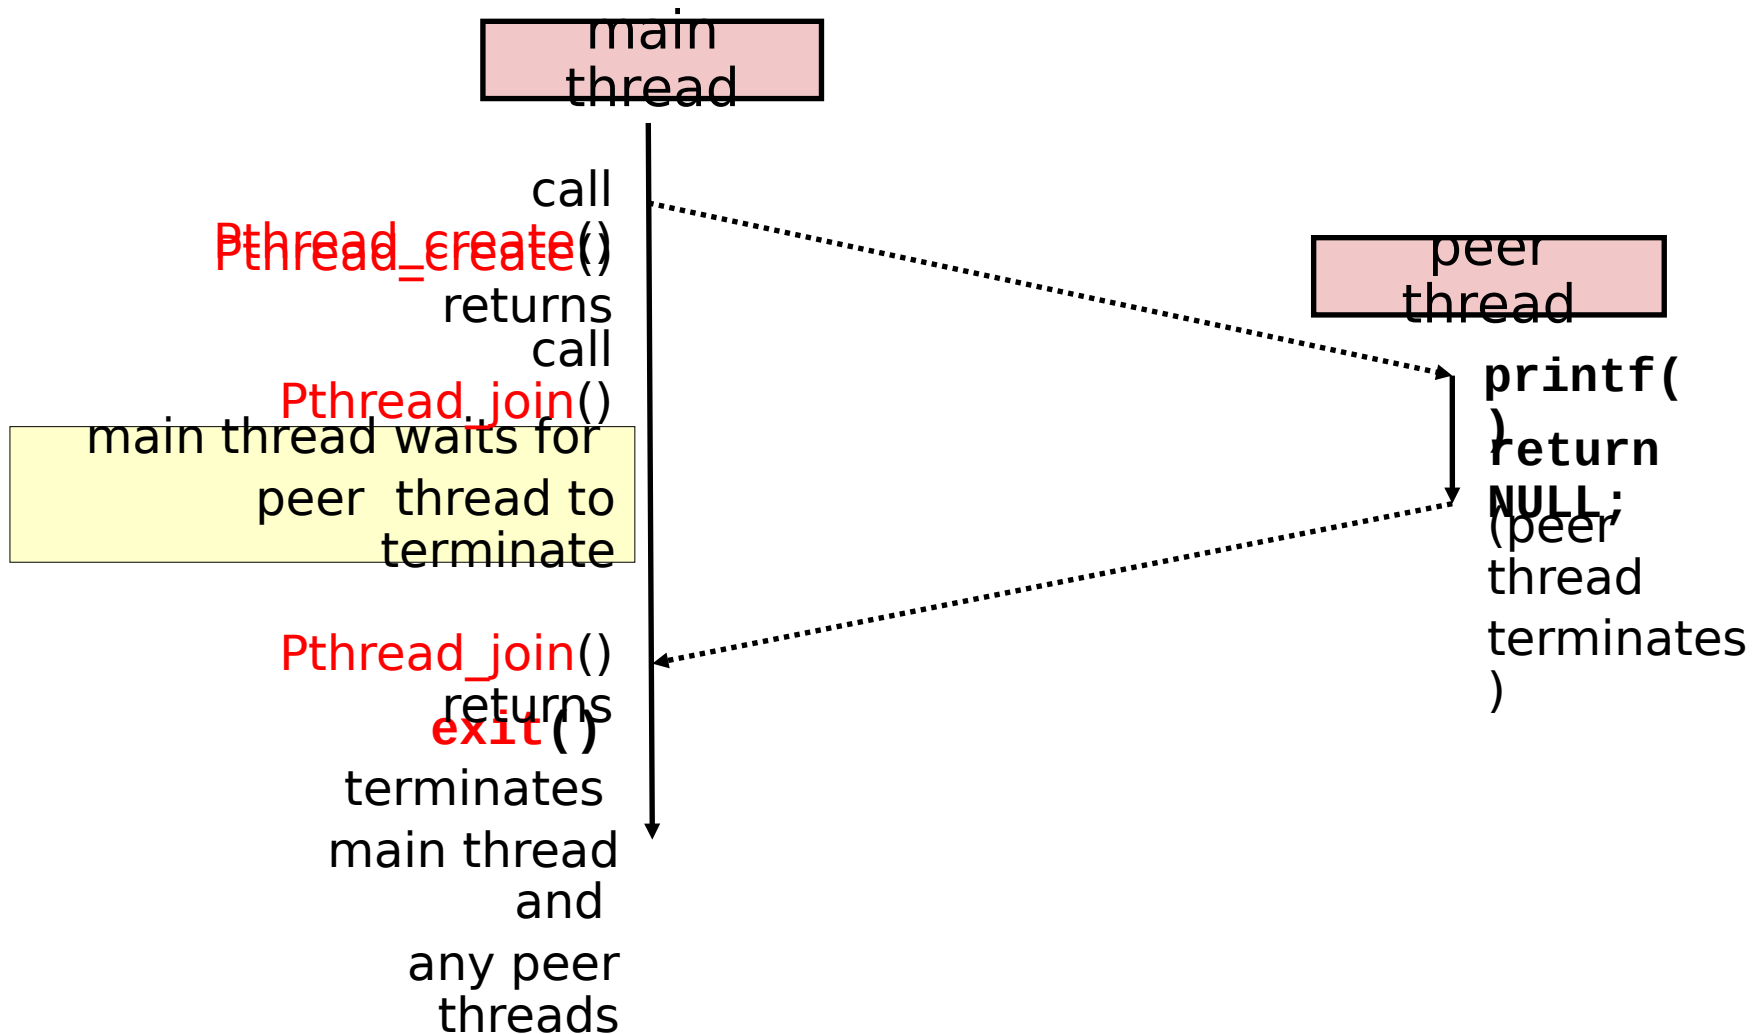 main
thread
call
Pthread_create()
Pthread_create()
returns
call
Pthread_join()
main thread waits for
peer thread to
terminate
Pthread_join()
returns
exit()
terminates
main thread
and
any peer
threads
peer
thread
printf(
)
return
NULL;
(peer
thread
terminates
)